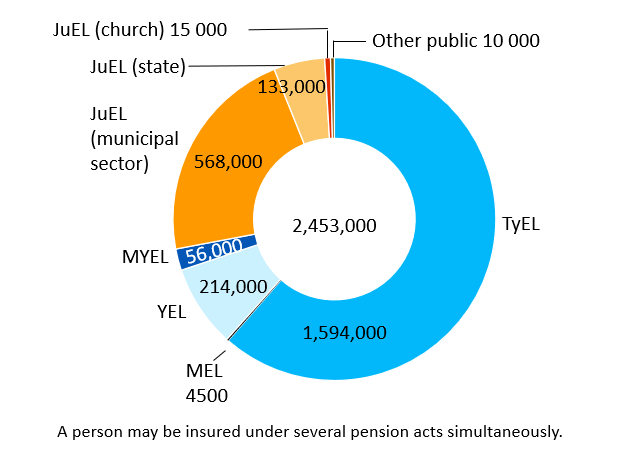 JuEL (church) 15 000
Other public 10 000
JuEL (state)
133,000
JuEL
(municipal
sector)
568,000
TyEL
2,453,000
MYEL
56,000
214,000
YEL
1,594,000
MEL
4500
A person may be insured under several pension acts simultaneously.